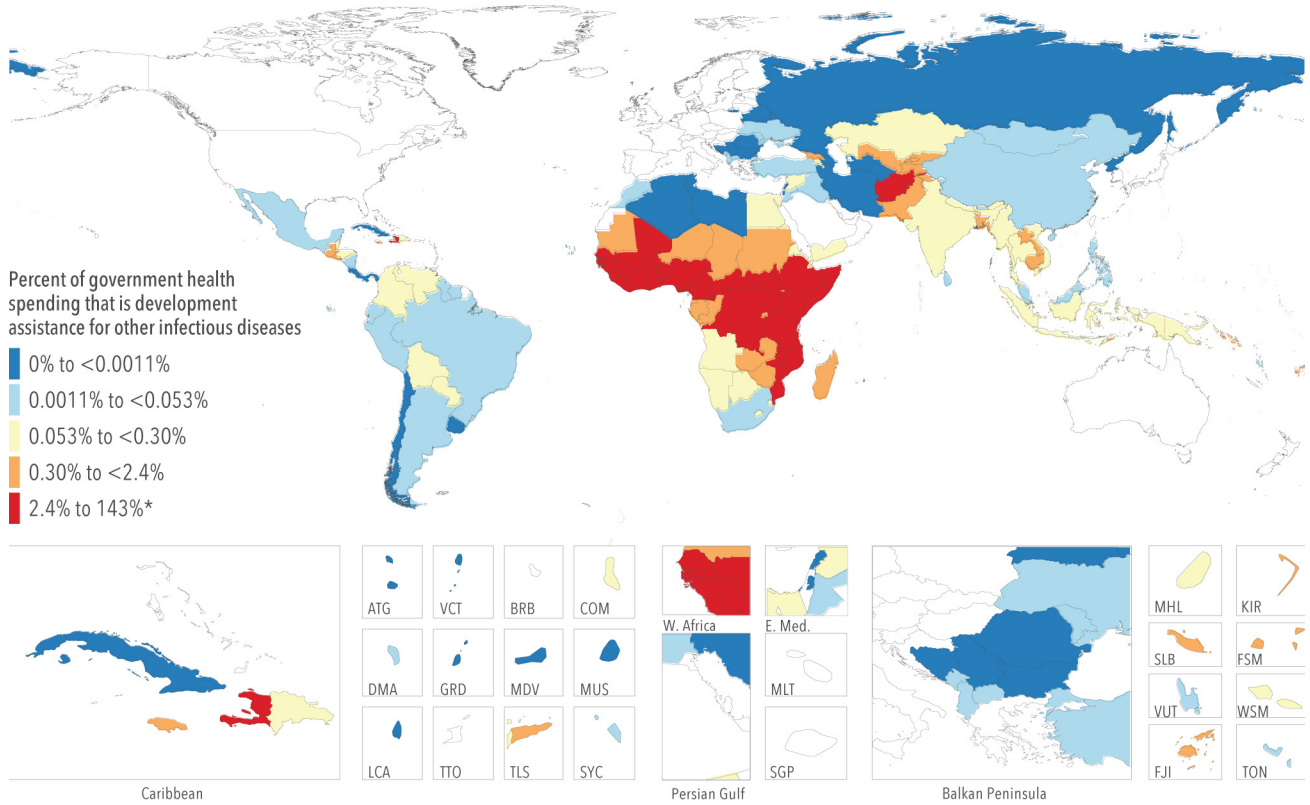 Percent of government health
spending that is development
assistance for other infectious diseases
0% to <0.0011%
0.0011% to <0.053%
0.053% to <0.30%
0.30% to <2.4%
2.4% to 143%*
ATG
VCT
BRB
COM
W. Africa
E. Med.
MHL
KIR
DMA
GRD
MDV
MUS
MLT
SLB
FSM
VUT
WSM
LCA
TTO
TLS
SYC
SGP
FJI
TON
Caribbean
Persian Gulf
Balkan Peninsula